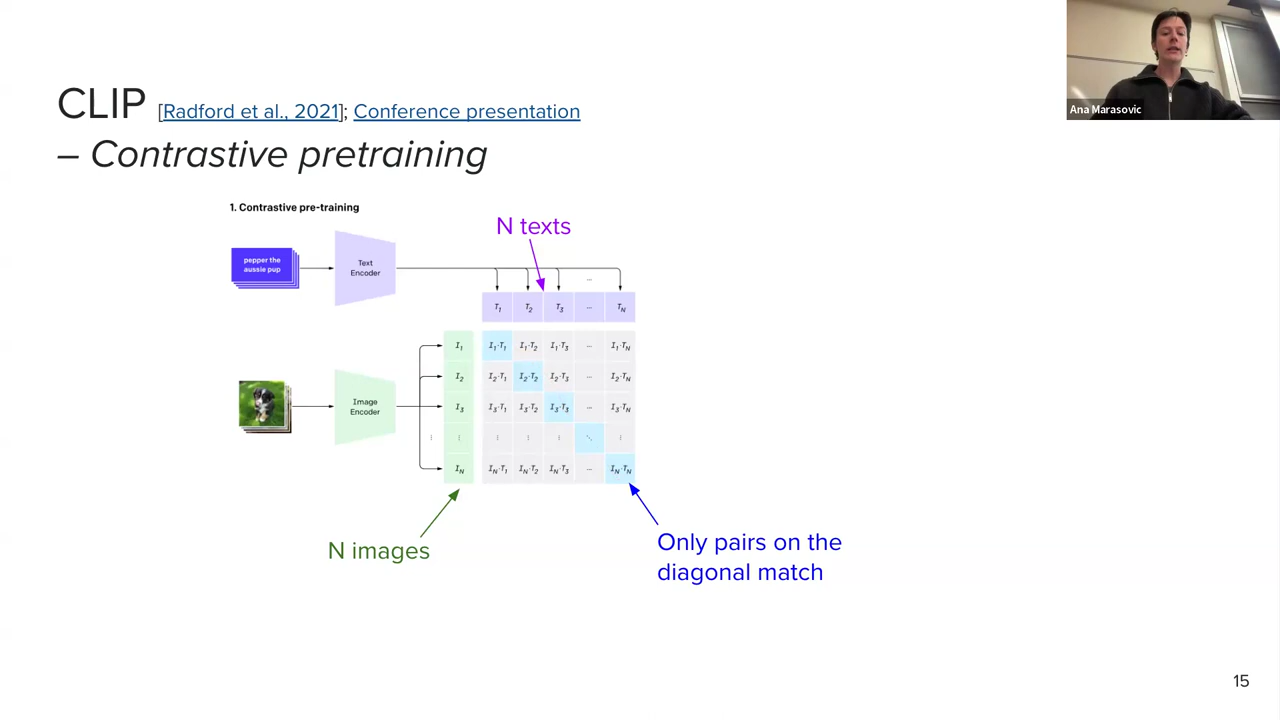 Ana Marasovic
CLIP [Radford et al., 2021]; Conference presentation
– Contrastive pretraining
1. Contrastive pre-training
N texts
pepper the
aussie pup
Text
Encoder
...
T1 T2 T3 ... TN
I1 I1·T1 I1·T2 I1·T3 ... I1·TN
I2 I2·T1 I2·T2 I2·T3 ... I2·TN
Image
Encoder
I3 I3·T1 I3·T2 I3·T3 ... I3·TN
⋮ ⋮ ⋮ ⋮ ⋮ ⋱ ⋮
IN IN·T1 IN·T2 IN·T3 ... IN·TN
N images
Only pairs on the
diagonal match
15